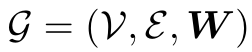 𝒢 = (𝒱, ℰ, 𝑾)